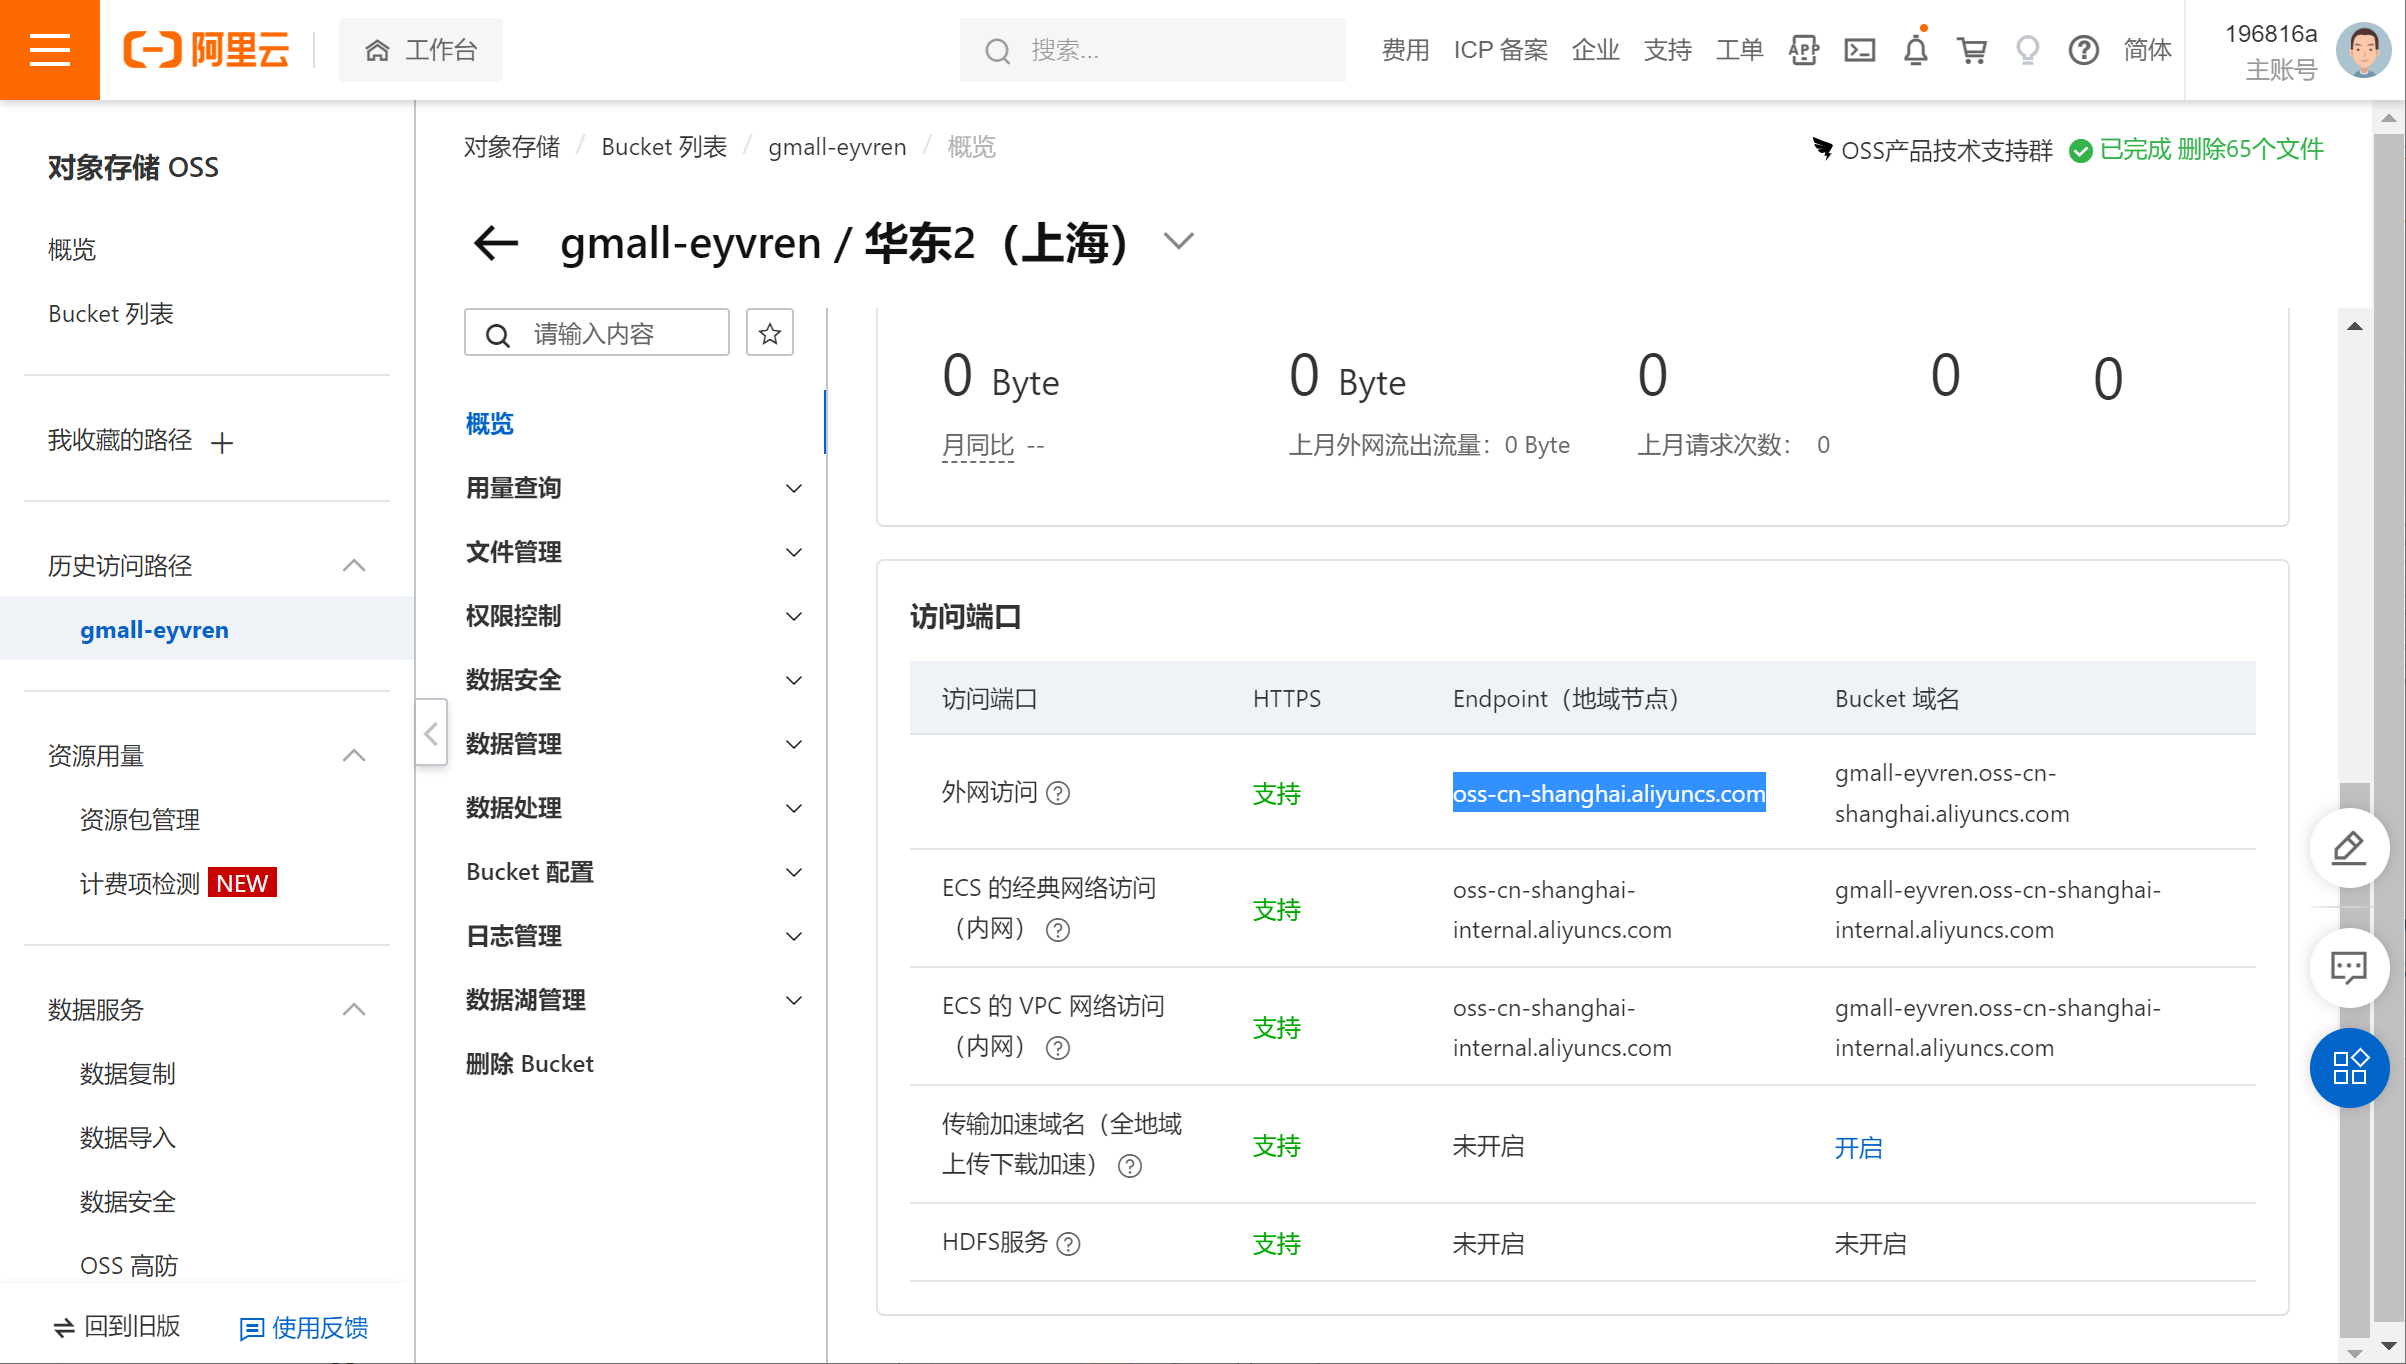 阿里云
工作台
搜索...
费用
ICP 备案
企业
支持
工单
APP
简体
196816a
主账号
对象存储 OSS
概览
Bucket 列表
我收藏的路径
历史访问路径
gmall-eyvren
资源用量
资源包管理
计费项检测 NEW
数据服务
数据复制
数据导入
数据安全
OSS 高防
回到旧版
使用反馈
对象存储 / Bucket 列表 / gmall-eyvren / 概览
OSS产品技术支持群
已完成 删除65个文件
gmall-eyvren / 华东2（上海）
请输入内容
概览
用量查询
文件管理
权限控制
数据安全
数据管理
数据处理
Bucket 配置
日志管理
数据湖管理
删除 Bucket
0 Byte 0 Byte 0 0 0
月同比 -- 上月外网流出流量：0 Byte 上月请求次数： 0
访问端口
访问端口 HTTPS Endpoint（地域节点） Bucket 域名
外网访问 支持 oss-cn-shanghai.aliyuncs.com gmall-eyvren.oss-cn-
shanghai.aliyuncs.com
ECS 的经典网络访问 支持 oss-cn-shanghai- gmall-eyvren.oss-cn-shanghai-
（内网） internal.aliyuncs.com internal.aliyuncs.com
ECS 的 VPC 网络访问 支持 oss-cn-shanghai- gmall-eyvren.oss-cn-shanghai-
（内网） internal.aliyuncs.com internal.aliyuncs.com
传输加速域名（全地域 支持 未开启 开启
上传下载加速）
HDFS服务 支持 未开启 未开启